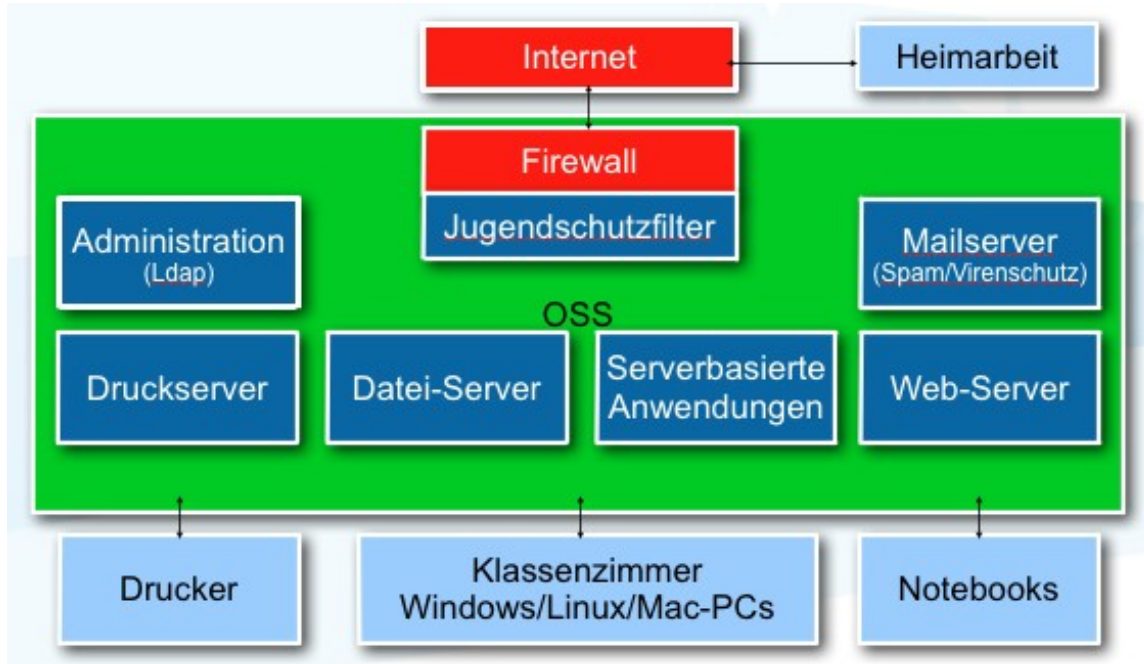 Internet
Heimarbeit
Firewall
Jugendschutzfilter
Administration
(Ldap)
Mailserver
(Spam/Virenschutz)
OSS
Druckserver
Datei-Server
Serverbasierte
Anwendungen
Web-Server
Drucker
Klassenzimmer
Windows/Linux/Mac-PCs
Notebooks